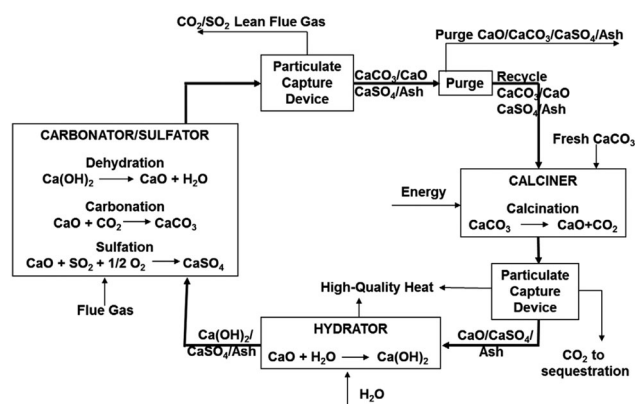 CO₂/SO₂ Lean Flue Gas
Purge CaO/CaCO₃/CaSO₄/Ash
Particulate
Capture
Device
CaCO₃/CaO
CaSO₄/Ash
Purge
Recycle
CaCO₃/CaO
CaSO₄/Ash
CARBONATOR/SULFATOR
Dehydration
Ca(OH)₂ → CaO + H₂O
Carbonation
CaO + CO₂ → CaCO₃
Sulfation
CaO + SO₂ + 1/2 O₂ → CaSO₄
Flue Gas
Fresh CaCO₃
Energy
CALCINER
Calcination
CaCO₃ → CaO+CO₂
Particulate
Capture
Device
High-Quality Heat
CO₂ to
sequestration
CaO/CaSO₄/
Ash
HYDRATOR
CaO + H₂O → Ca(OH)₂
Ca(OH)₂/
CaSO₄/Ash
H₂O